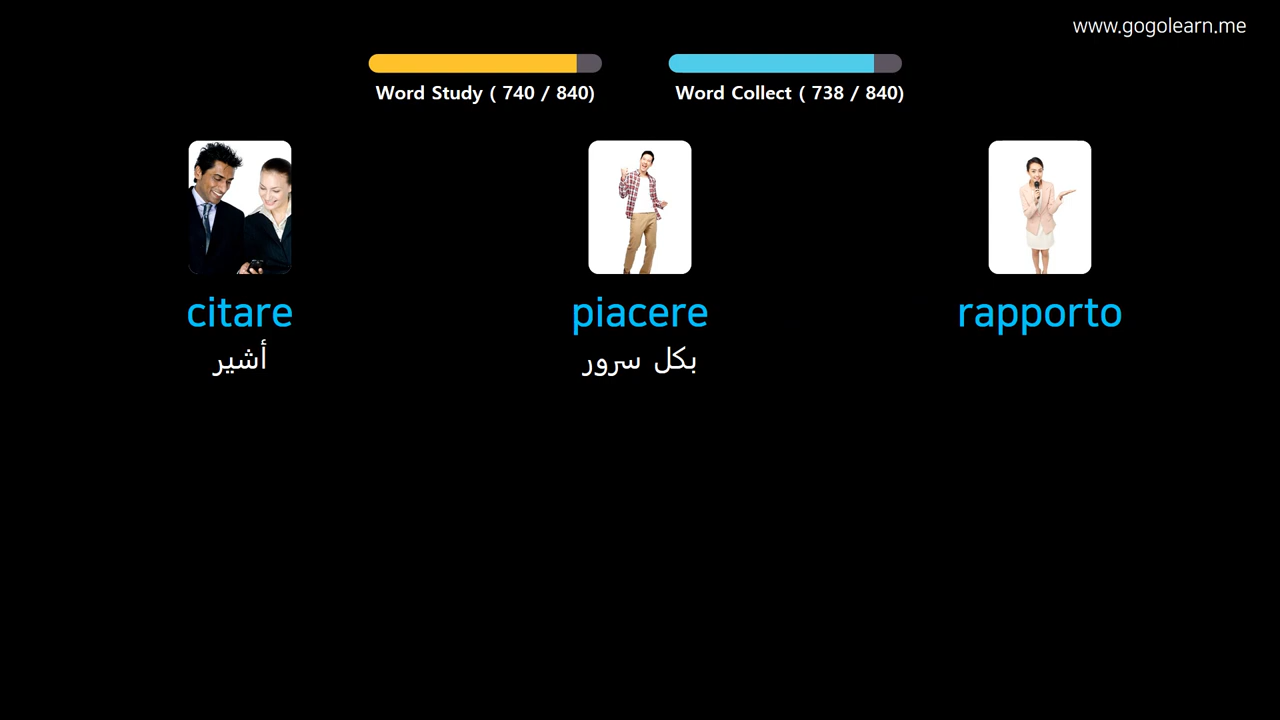 www.gogolearn.me
Word Study ( 740 / 840)
Word Collect ( 738 / 840)
citare
أشير
piacere
بكل سرور
rapporto